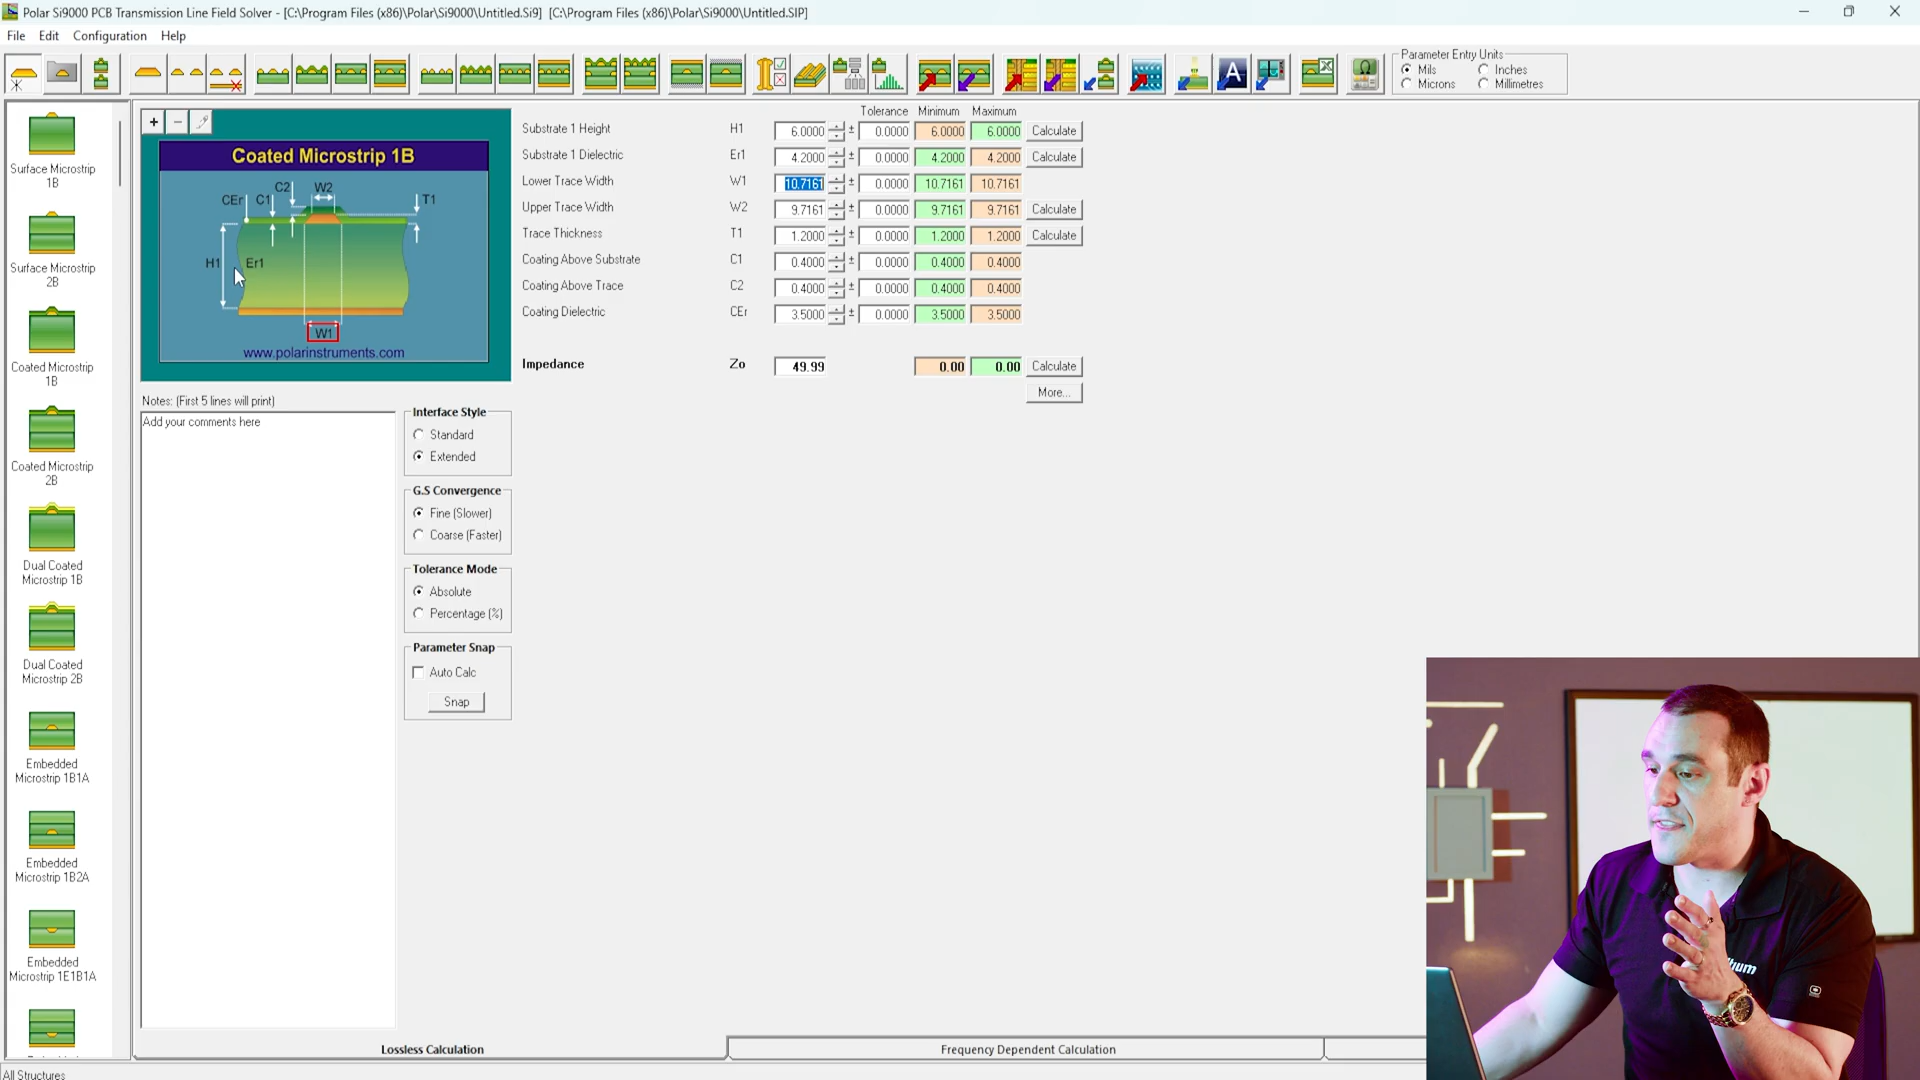 Polar Si9000 PCB Transmission Line Field Solver - [C:\Program Files (x86)\Polar\Si9000\Untitled.Si9] [C:\Program Files (x86)\Polar\Si9000\Untitled.SIP]
File Edit Configuration Help
Parameter Entry Units
Mils Inches
Microns Millimetres
Surface Microstrip
1B
Surface Microstrip
2B
Coated Microstrip
1B
Coated Microstrip
2B
Dual Coated
Microstrip 1B
Dual Coated
Microstrip 2B
Embedded
Microstrip 1B1A
Embedded
Microstrip 1B2A
Embedded
Microstrip 1E1B1A
+ -
Coated Microstrip 1B
C2 W2
CEr C1 T1
H1 Er1
W1
www.polarinstruments.com
Tolerance Minimum Maximum
Substrate 1 Height H1 6.0000 ± 0.0000 6.0000 6.0000 Calculate
Substrate 1 Dielectric Er1 4.2000 ± 0.0000 4.2000 4.2000 Calculate
Lower Trace Width W1 10.7161 ± 0.0000 10.7161 10.7161
Upper Trace Width W2 9.7161 ± 0.0000 9.7161 9.7161 Calculate
Trace Thickness T1 1.2000 ± 0.0000 1.2000 1.2000 Calculate
Coating Above Substrate C1 0.4000 ± 0.0000 0.4000 0.4000
Coating Above Trace C2 0.4000 ± 0.0000 0.4000 0.4000
Coating Dielectric CEr 3.5000 ± 0.0000 3.5000 3.5000
Impedance Zo 49.99 0.00 0.00 Calculate
More...
Notes: (First 5 lines will print)
Add your comments here
Interface Style
Standard
Extended
G.S Convergence
Fine (Slower)
Coarse (Faster)
Tolerance Mode
Absolute
Percentage (%)
Parameter Snap
Auto Calc
Snap
Lossless Calculation Frequency Dependent Calculation
All Structures